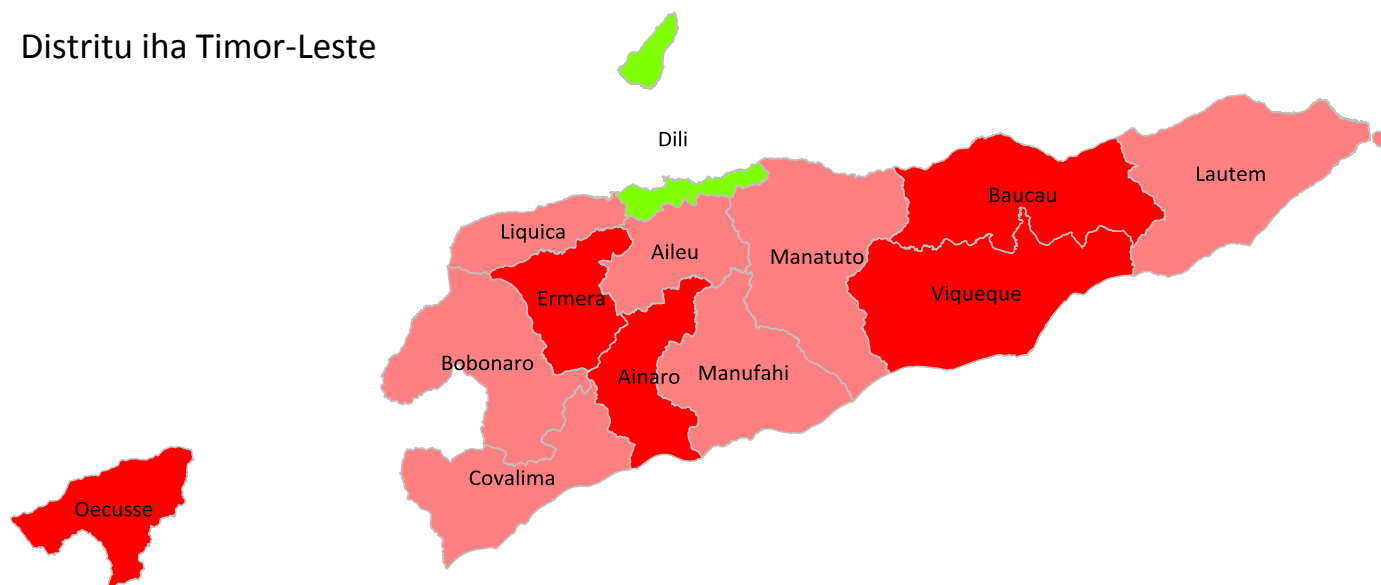 Distritu iha Timor-Leste
Dili
Lautem
Baucau
Liquica
Aileu
Manatuto
Viqueque
Ermera
Bobonaro
Ainaro
Manufahi
Covalima
Oecusse